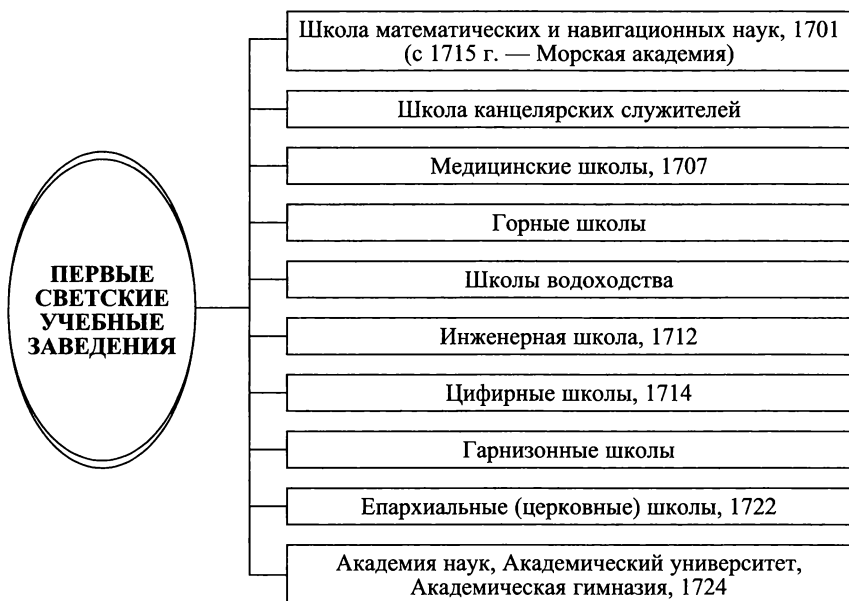 ПЕРВЫЕ
СВЕТСКИЕ
УЧЕБНЫЕ
ЗАВЕДЕНИЯ
Школа математических и навигационных наук, 1701
(с 1715 г. — Морская академия)
Школа канцелярских служителей
Медицинские школы, 1707
Горные школы
Школы водоходства
Инженерная школа, 1712
Цифирные школы, 1714
Гарнизонные школы
Епархиальные (церковные) школы, 1722
Академия наук, Академический университет,
Академическая гимназия, 1724